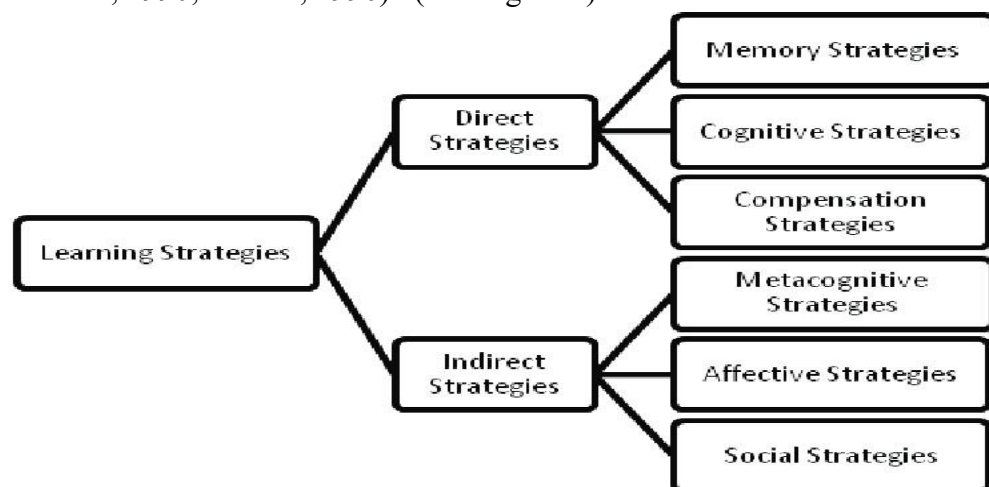 Memory Strategies
Direct
Strategies
Cognitive Strategies
Compensation
Strategies
Learning Strategies
Metacognitive
Strategies
Indirect
Strategies
Affective Strategies
Social Strategies